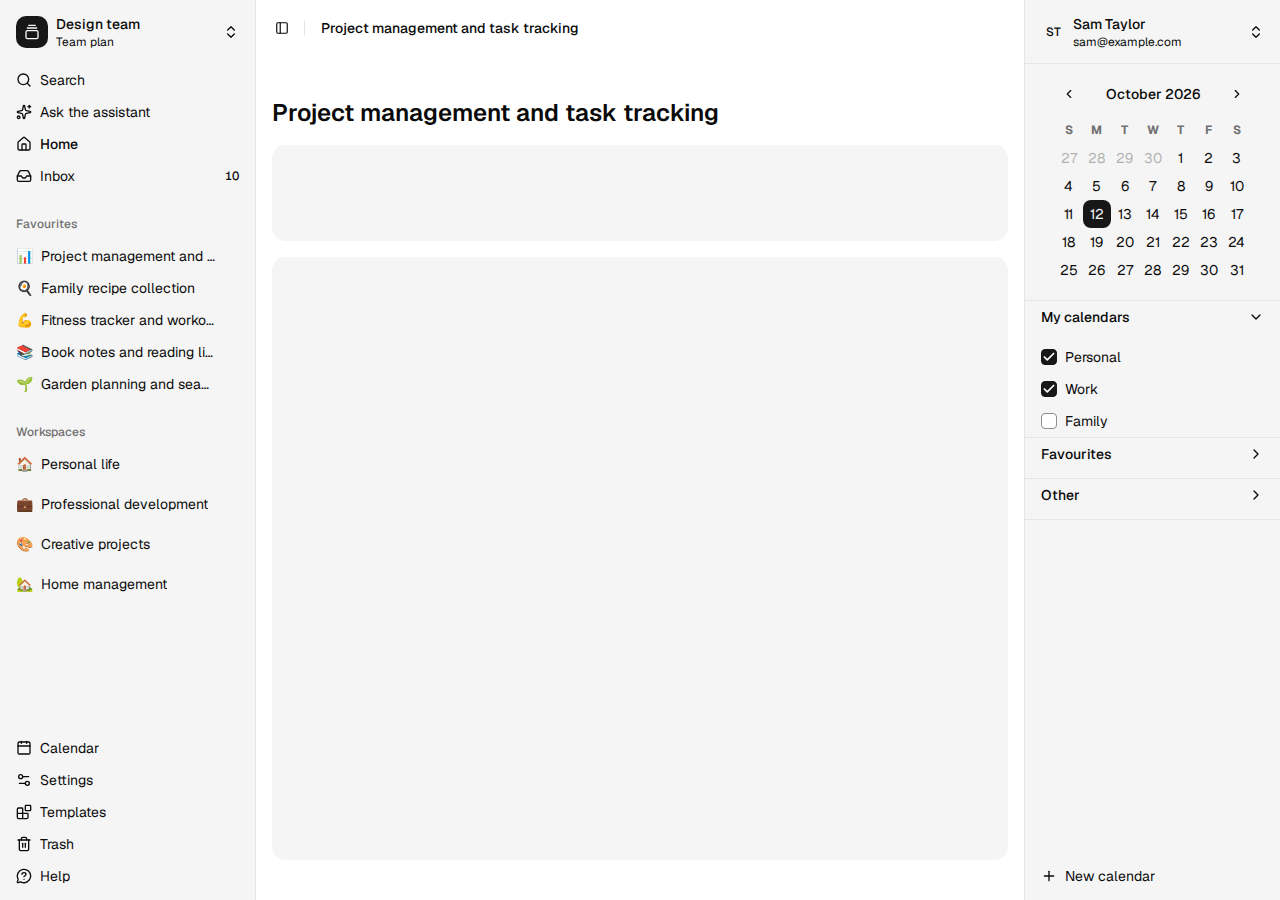 Design team
Team plan
Search
Ask the assistant
Home
Inbox
10
Favourites
Project management and ...
Family recipe collection
Fitness tracker and worko...
Book notes and reading li...
Garden planning and sea...
Workspaces
Personal life
Professional development
Creative projects
Home management
Calendar
Settings
Templates
Trash
Help
Project management and task tracking
Project management and task tracking
ST
Sam Taylor
sam@example.com
October 2026
S M T W T F S
27 28 29 30 1 2 3
4 5 6 7 8 9 10
11 12 13 14 15 16 17
18 19 20 21 22 23 24
25 26 27 28 29 30 31
My calendars
Personal
Work
Family
Favourites
Other
New calendar